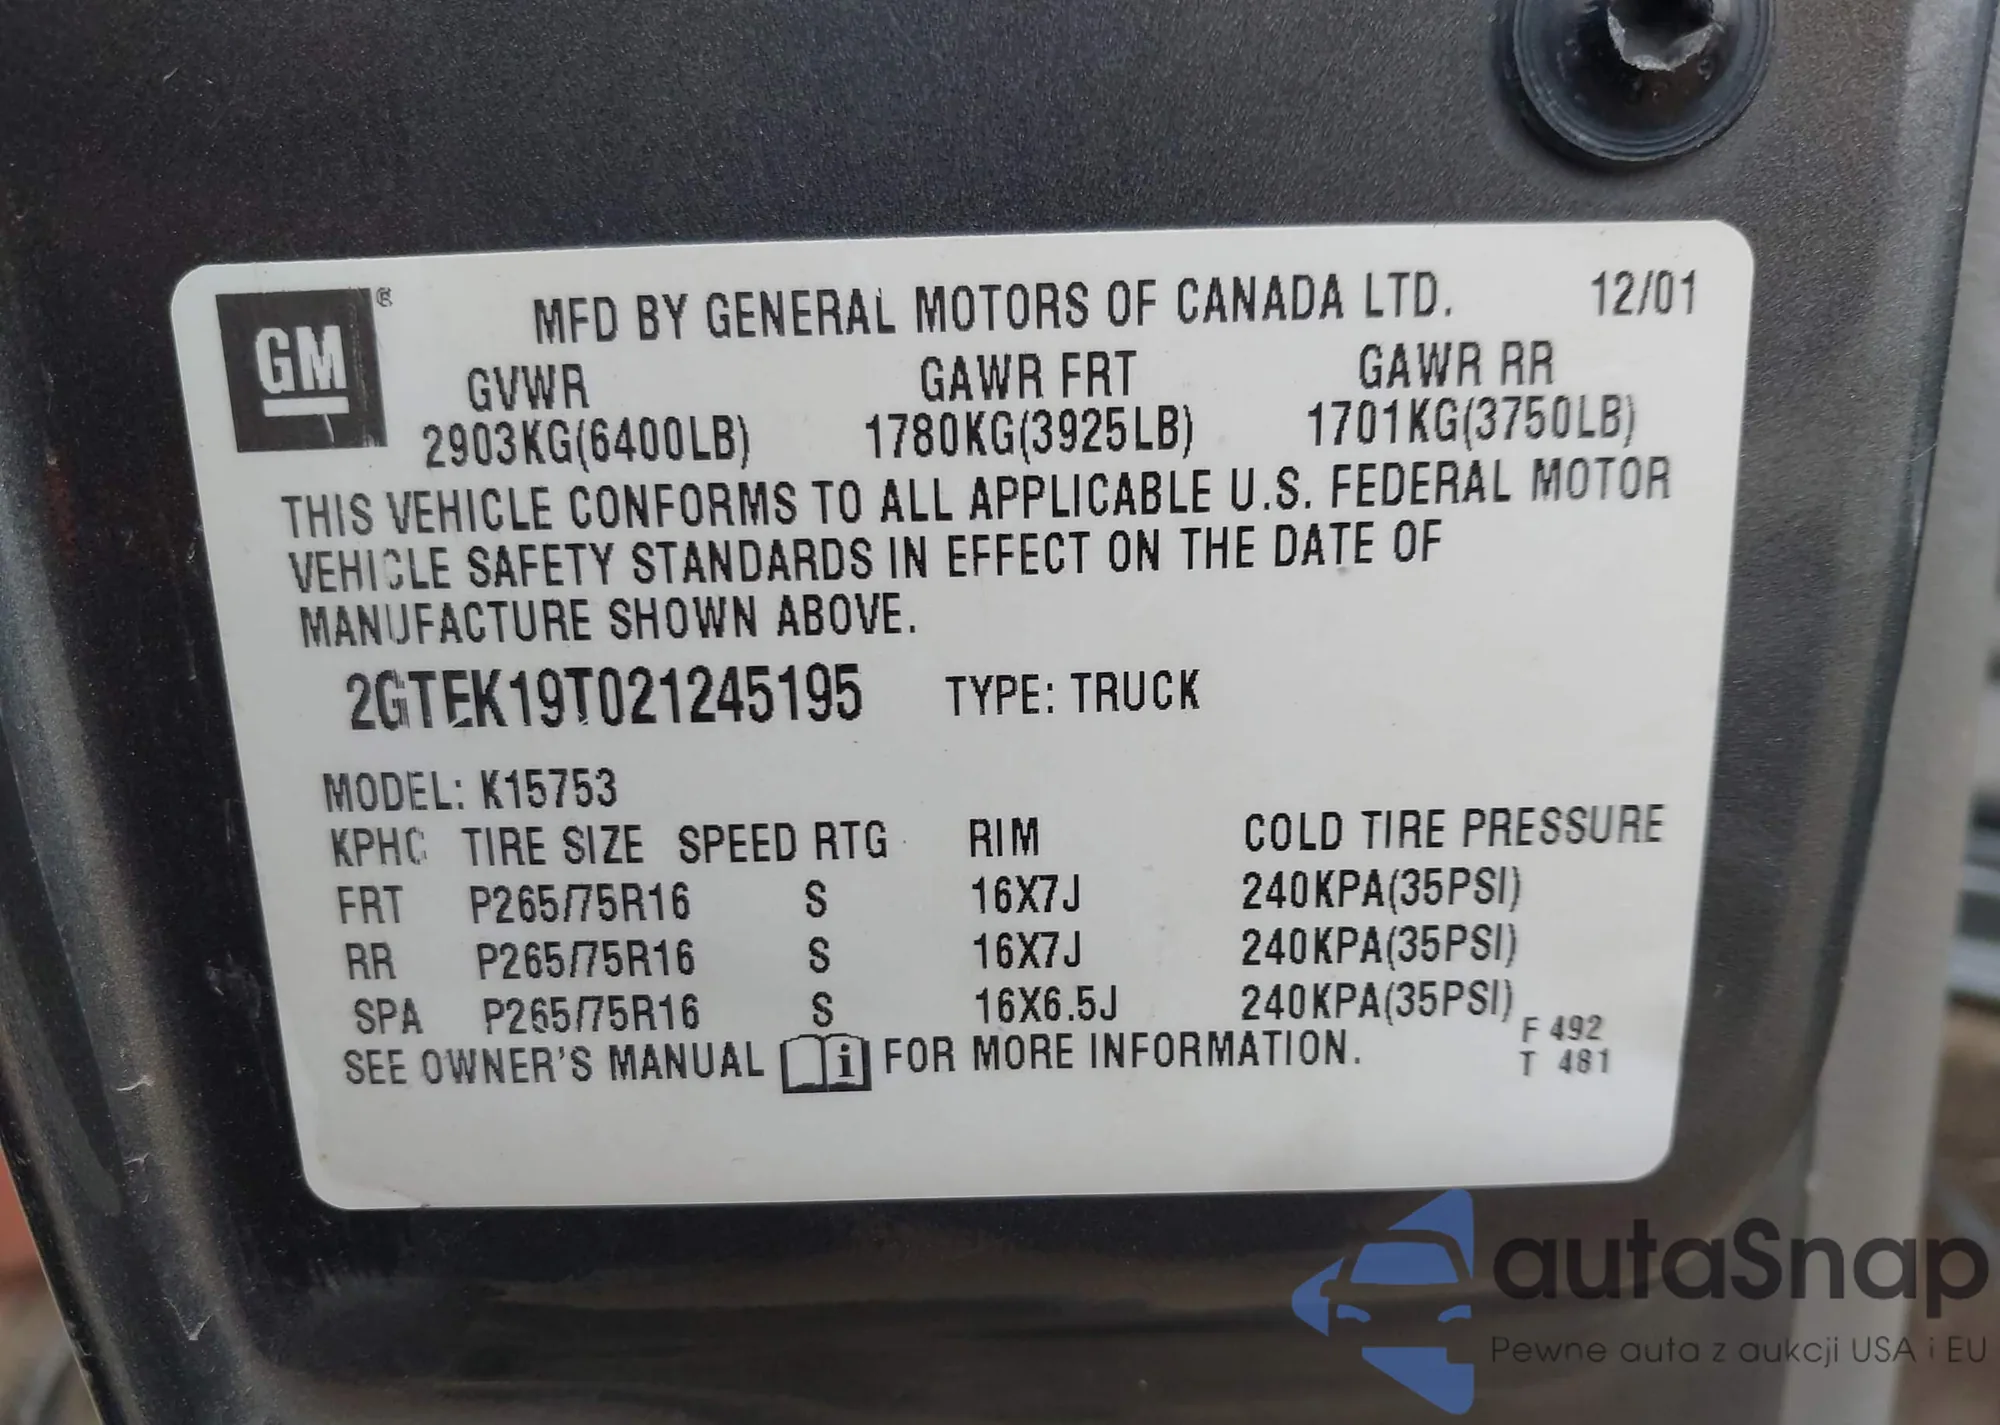 GM ®
MFD BY GENERAL MOTORS OF CANADA LTD. 12/01
GVWR GAWR FRT GAWR RR
2903KG(6400LB) 1780KG(3925LB) 1701KG(3750LB)
THIS VEHICLE CONFORMS TO ALL APPLICABLE U.S. FEDERAL MOTOR
VEHICLE SAFETY STANDARDS IN EFFECT ON THE DATE OF
MANUFACTURE SHOWN ABOVE.
2GTEK19T021245195 TYPE: TRUCK
MODEL: K15753
KPHC TIRE SIZE SPEED RTG RIM COLD TIRE PRESSURE
FRT P265/75R16 S 16X7J 240KPA(35PSI)
RR P265/75R16 S 16X7J 240KPA(35PSI)
SPA P265/75R16 S 16X6.5J 240KPA(35PSI)
SEE OWNER'S MANUAL i FOR MORE INFORMATION.
F 492
T 481
autaSnap
Pewne auta z aukcji USA i EU